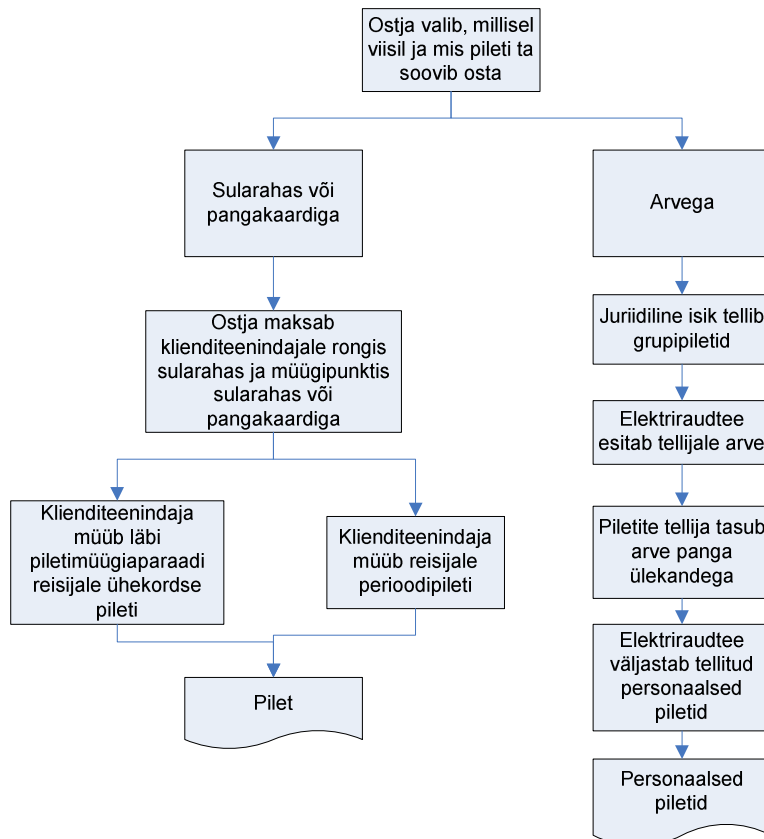 Ostja valib, millisel
viisil ja mis pileti ta
soovib osta
Sularahas või
pangakaardiga
Arvega
Ostja maksab
klienditeenindajale rongis
sularahas ja müügipunktis
sularahas või
pangakaardiga
Juriidiline isik tellib
grupipiletid
Elektriraudtee
esitab tellijale arve
Klienditeenindaja
müüb läbi
piletimüügiaparaadi
reisijale ühekordse
pileti
Klienditeenindaja
müüb reisijale
perioodipileti
Piletite tellija tasub
arve panga
ülekandega
Elektriraudtee
väljastab tellitud
personaalsed
piletid
Pilet
Personaalsed
piletid